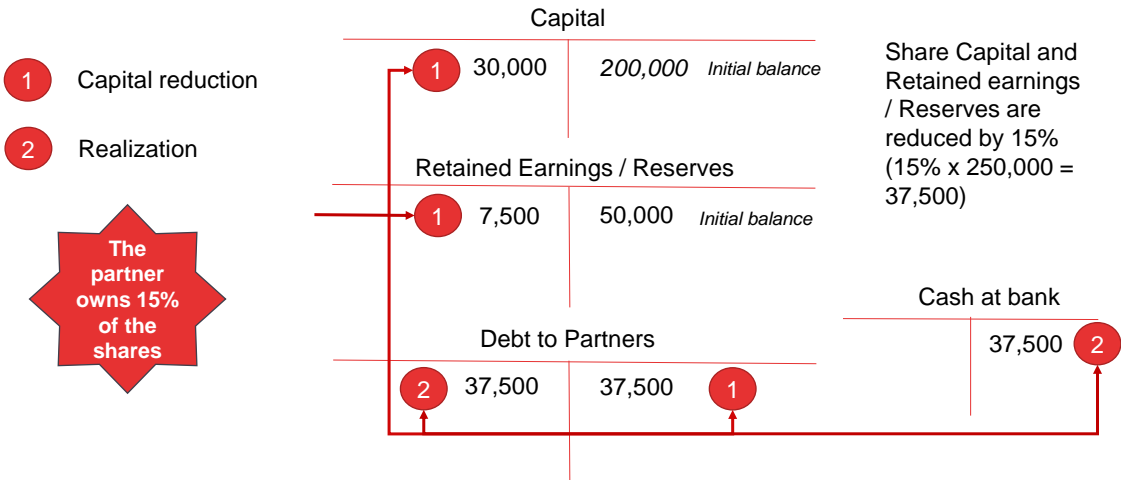 Capital
1 Capital reduction
2 Realization
1 30,000 200,000 Initial balance
Share Capital and
Retained earnings
/ Reserves are
reduced by 15%
(15% x 250,000 =
37,500)
Retained Earnings / Reserves
1 7,500 50,000 Initial balance
The
partner
owns 15%
of the
shares
Cash at bank
37,500 2
Debt to Partners
2 37,500 37,500 1